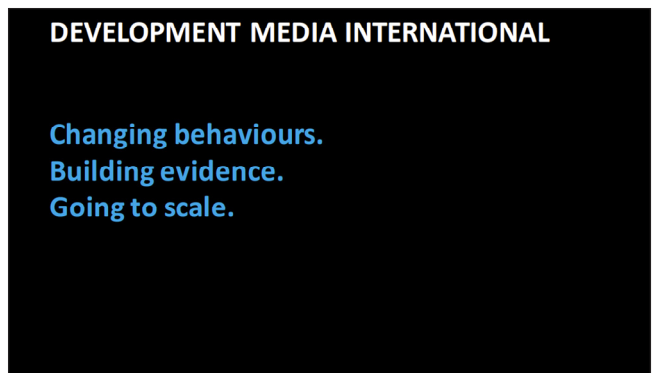 DEVELOPMENT MEDIA INTERNATIONAL
Changing behaviours.
Building evidence.
Going to scale.